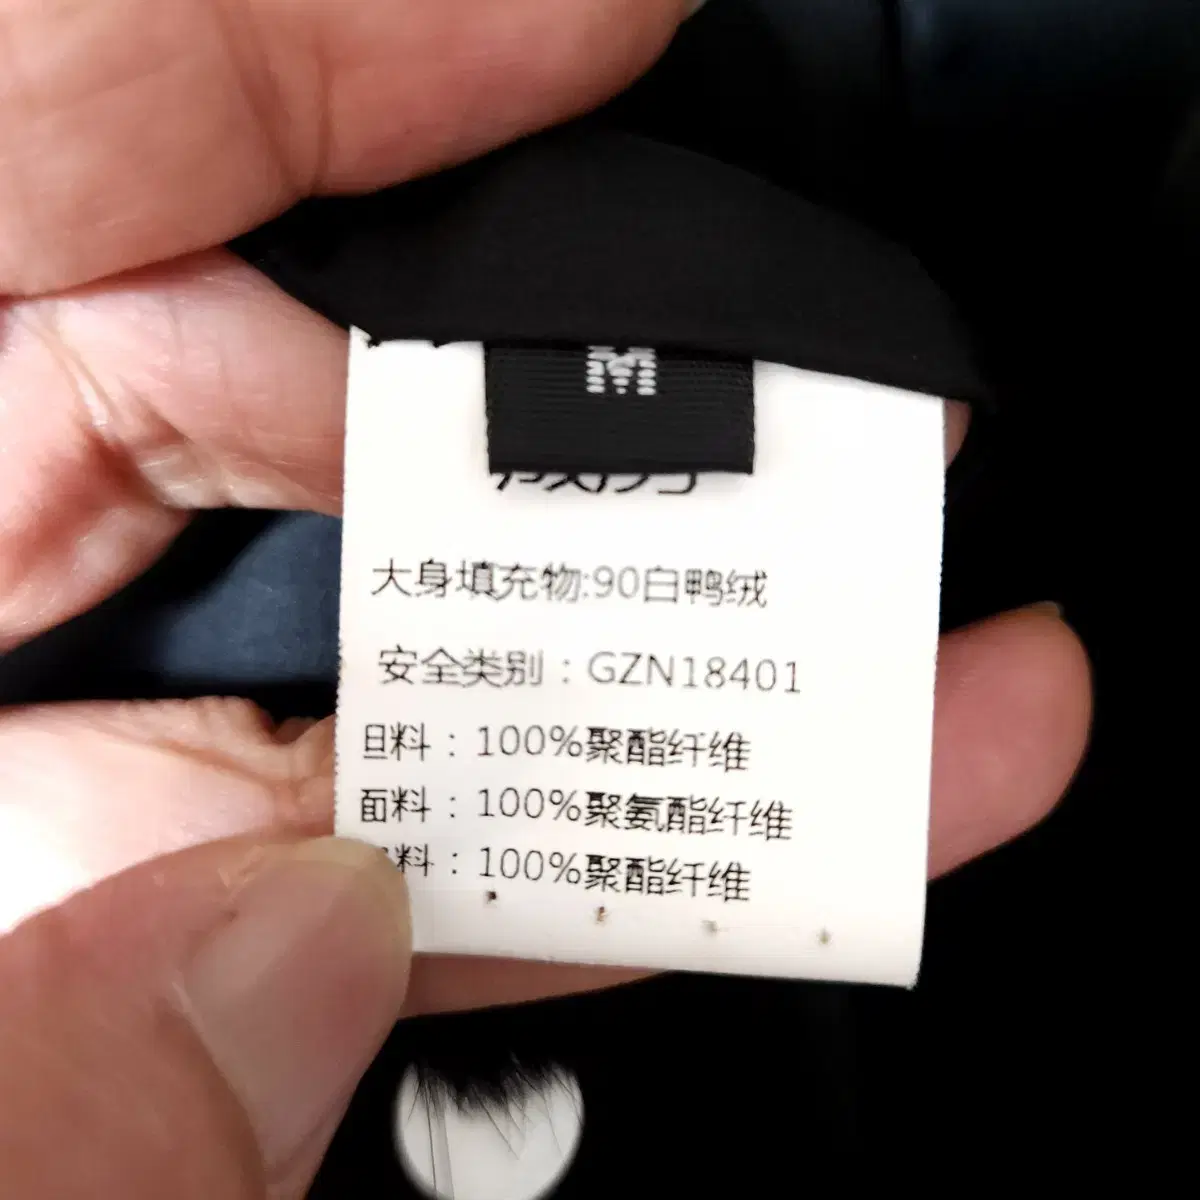 M
大身填充物:90白鸭绒
安全类别：GZN18401
料：100%聚酯纤维
面料：100%聚氨酯纤维
料：100%聚酯纤维